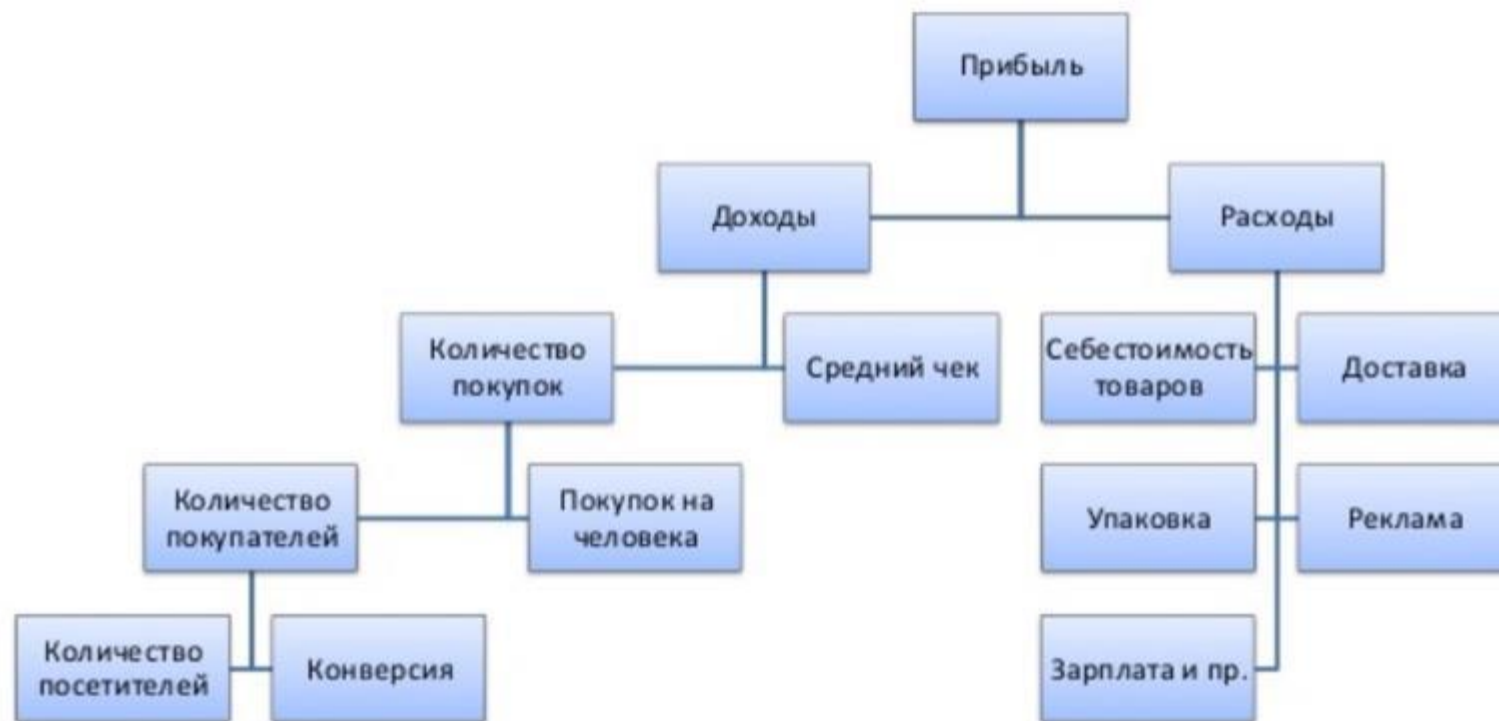 Прибыль
Доходы
Расходы
Количество
покупок
Средний чек
Себестоимость
товаров
Доставка
Количество
покупателей
Покупок на
человека
Упаковка
Реклама
Количество
посетителей
Конверсия
Зарплата и пр.